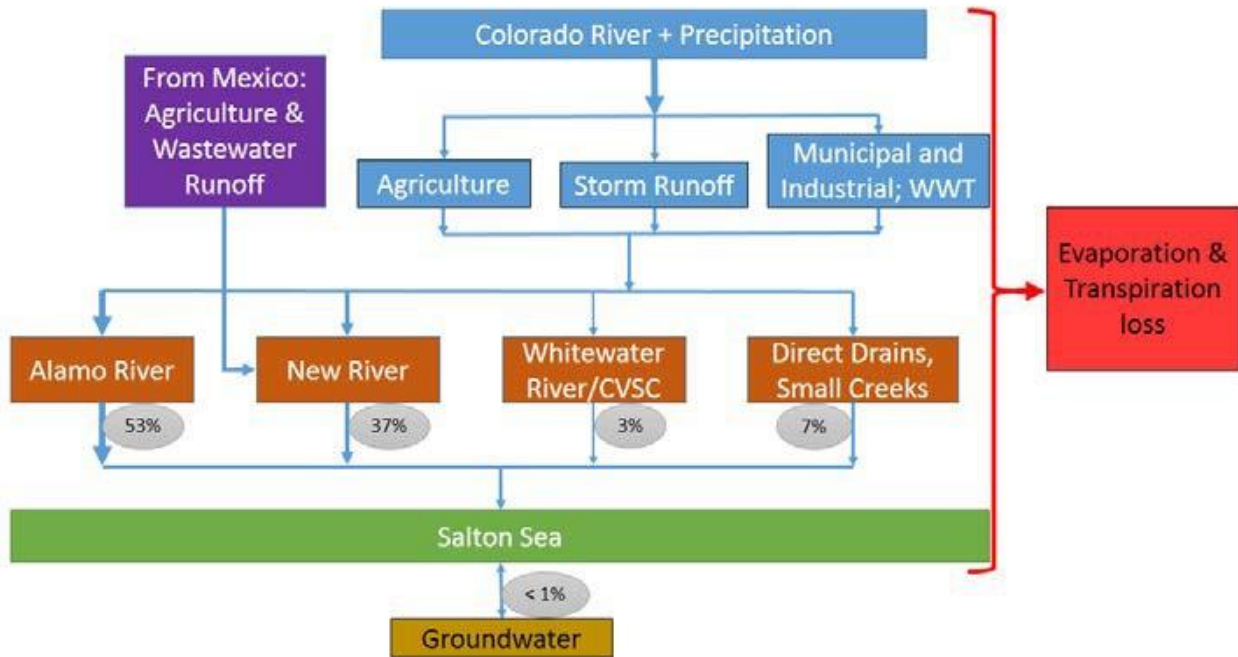 Colorado River + Precipitation
From Mexico:
Agriculture &
Wastewater
Runoff
Agriculture
Storm Runoff
Municipal and
Industrial; WWT
Evaporation &
Transpiration
loss
Alamo River
New River
Whitewater
River/CVSC
Direct Drains,
Small Creeks
53%
37%
3%
7%
Salton Sea
< 1%
Groundwater